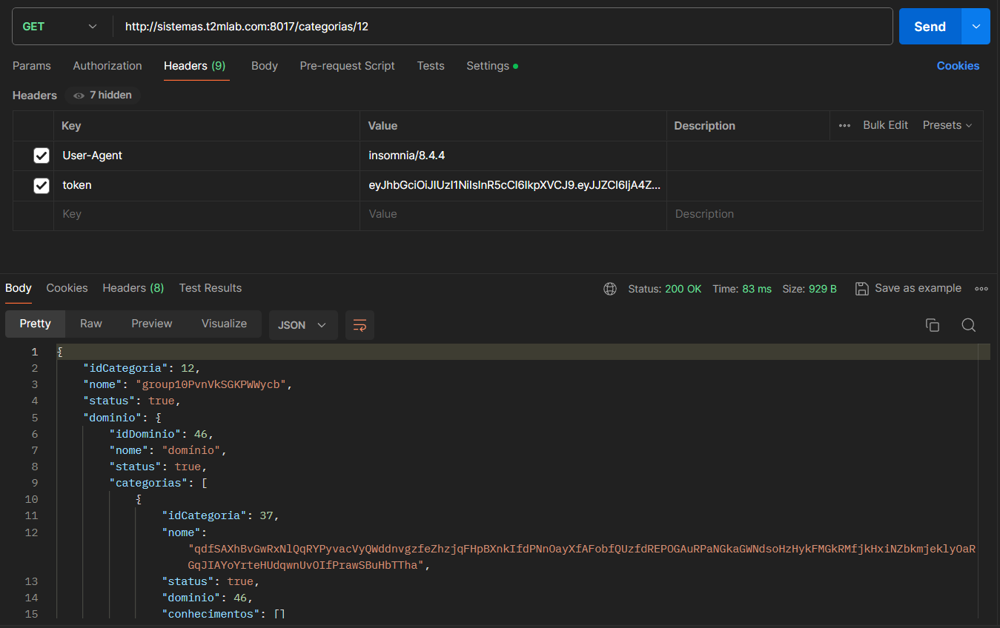 GET http://sistemas.t2mlab.com:8017/categorias/12 Send
Params Authorization Headers (9) Body Pre-request Script Tests Settings Cookies
Headers 7 hidden
Key Value Description Bulk Edit Presets
User-Agent insomnia/8.4.4
token eyJhbGciOiJIUzI1NiIsInR5cCI6IkpXVCJ9.eyJJZCI6IjA4Z...
Key Value Description
Body Cookies Headers (8) Test Results Status: 200 OK Time: 83 ms Size: 929 B Save as example
Pretty Raw Preview Visualize JSON
1 {
2 "idCategoria": 12,
3 "nome": "group10PvnVkSGKPWWycb",
4 "status": true,
5 "dominio": {
6 "idDominio": 46,
7 "nome": "domínio",
8 "status": true,
9 "categorias": [
10 {
11 "idCategoria": 37,
12 "nome":
"qdfSAXhBvGwRxNlQqRYPyvacVyQWddnvgzfeZhzjqFHpBXnkIfdPNnOayXfAFobfQUzfdREPOGAuRPaNGkaGWNdsoHzHykFMGkRMfjkHxiNZbkmjeklyOaR
GqJIAYoYrteHUdqwnUvOIfPrawSBuHbTTha",
13 "status": true,
14 "dominio": 46,
15 "conhecimentos": []